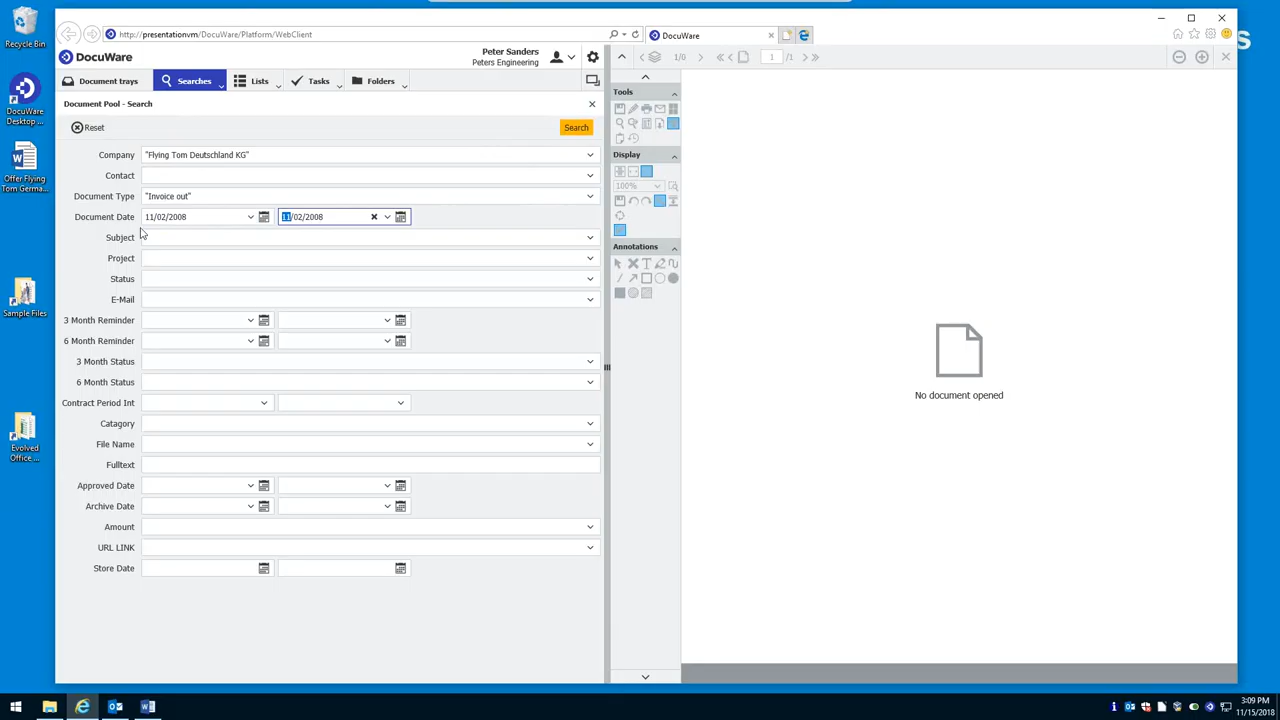 Recycle Bin
DocuWare
Desktop ...
Offer Flying
Tom Germa...
Sample Files
Evolved
Office ...
http://presentationvm/DocuWare/Platform/WebClient
DocuWare
DocuWare
Peter Sanders
Peters Engineering
Document trays
Searches
Lists
Tasks
Folders
Document Pool - Search
Reset
Search
Company
"Flying Tom Deutschland KG"
Contact
Document Type
"Invoice out"
Document Date
11/02/2008
11/02/2008
Subject
Project
Status
E-Mail
3 Month Reminder
6 Month Reminder
3 Month Status
6 Month Status
Contract Period Int
Catagory
File Name
Fulltext
Approved Date
Archive Date
Amount
URL LINK
Store Date
1/0
1
/1
Tools
Display
100%
Annotations
No document opened
S
3:09 PM
11/15/2018